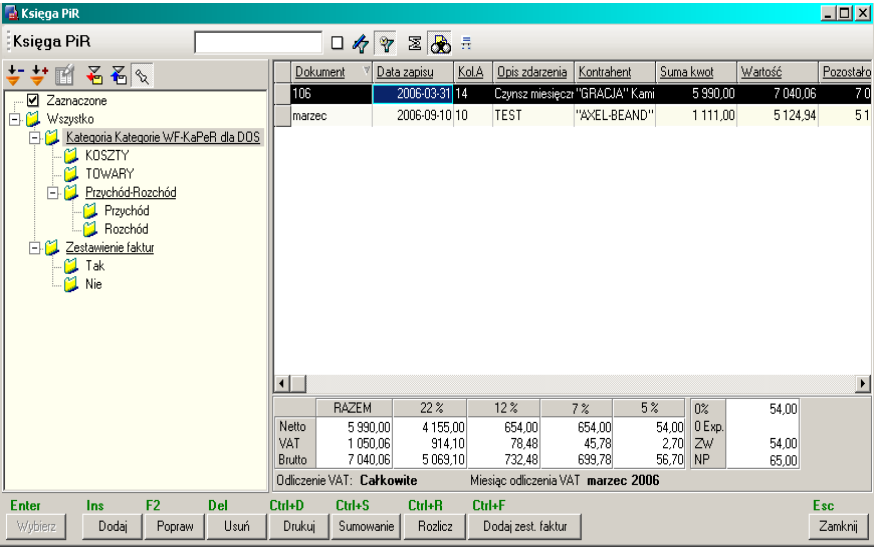 Księga PiR
Księga PiR
Zaznaczone
Wszystko
Kategoria Kategorie WF-KaPeR dla DOS
KOSZTY
TOWARY
Przychód-Rozchód
Przychód
Rozchód
Zestawienie faktur
Tak
Nie
Dokument Data zapisu Kol.A Opis zdarzenia Kontrahent Suma kwot Wartość Pozostało
106 2006-03-31 14 Czynsz miesięczn "GRACJA" Kami 5 990,00 7 040,06 7 0
marzec 2006-09-10 10 TEST "AXEL-BEAND" 1 111,00 5 124,94 5 1
RAZEM 22 % 12 % 7 % 5 % 0% 54,00
Netto 5 990,00 4 155,00 654,00 654,00 54,00 0 Exp.
VAT 1 050,06 914,10 78,48 45,78 2,70 ZW 54,00
Brutto 7 040,06 5 069,10 732,48 699,78 56,70 NP 65,00
Odliczenie VAT: Całkowite Miesiąc odliczenia VAT marzec 2006
Enter Ins F2 Del Ctrl+D Ctrl+S Ctrl+R Ctrl+F Esc
Wybierz Dodaj Popraw Usuń Drukuj Sumowanie Rozlicz Dodaj zest. faktur Zamknij